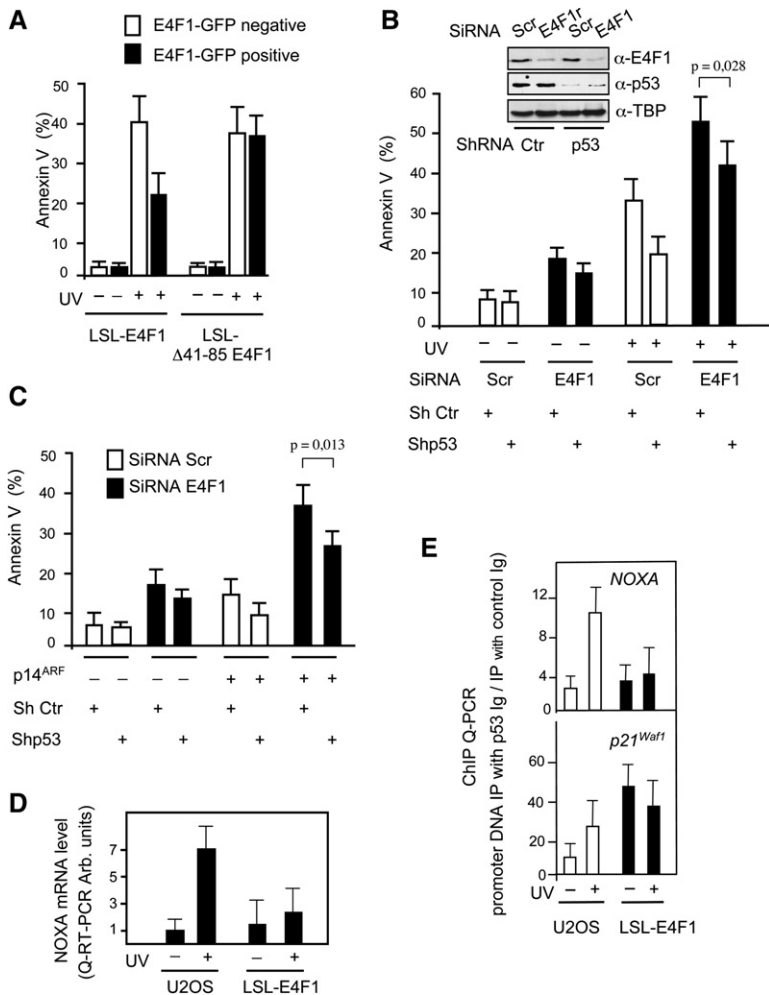 A
E4F1-GFP negative
E4F1-GFP positive
Annexin V (%)
50
40
30
20
10
0
UV – – + + – – + +
LSL-E4F1
LSL-
Δ41-85 E4F1
B
SiRNA Scr E4F1r Scr E4F1
α-E4F1
α-p53
α-TBP
ShRNA Ctr p53
p = 0,028
Annexin V (%)
60
50
40
30
20
10
0
UV – – – – + + + +
SiRNA Scr E4F1 Scr E4F1
Sh Ctr + + + +
Shp53 + + + +
C
SiRNA Scr
SiRNA E4F1
p = 0,013
Annexin V (%)
50
40
30
20
10
0
p14ARF – – – – + + + +
Sh Ctr + + + +
Shp53 + + + +
D
NOXA mRNA level
(Q-RT-PCR Arb. units)
7
5
3
1
UV – + – +
U2OS LSL-E4F1
E
ChIP Q-PCR
promoter DNA IP with p53 Ig / IP with control Ig)
NOXA
12
8
4
0
p21Waf1
60
40
20
0
UV – + – +
U2OS LSL-E4F1